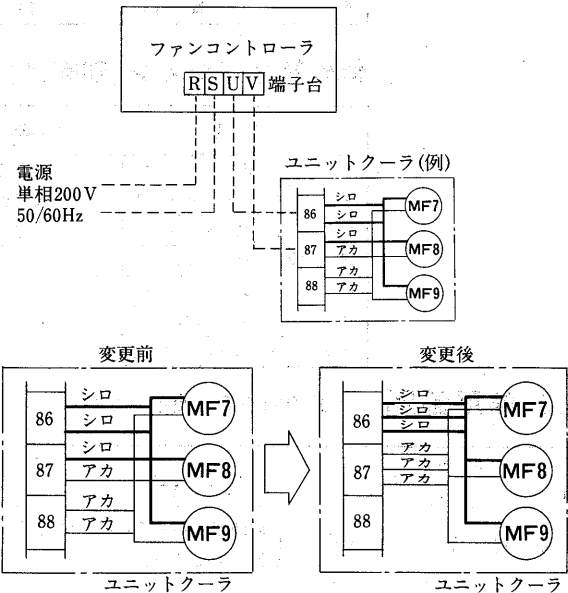 ファンコントローラ
R S U V 端子台
電源
単相200V
50/60Hz
ユニットクーラ(例)
86
87
88
シロ
シロ
シロ
アカ
アカ
アカ
MF7
MF8
MF9
変更前
86
87
88
シロ
シロ
シロ
アカ
アカ
アカ
MF7
MF8
MF9
ユニットクーラ
変更後
86
87
88
シロ
シロ
シロ
アカ
アカ
アカ
MF7
MF8
MF9
ユニットクーラ